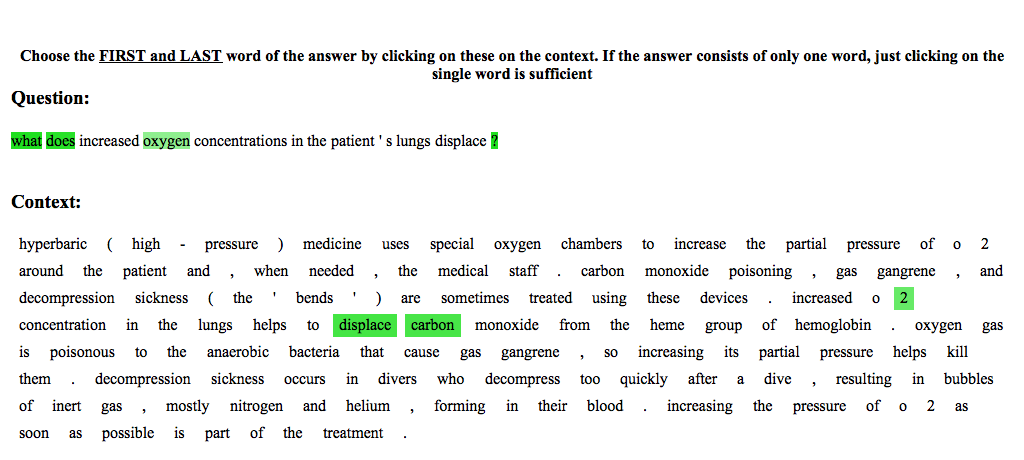 Choose the FIRST and LAST word of the answer by clicking on these on the context. If the answer consists of only one word, just clicking on the
single word is sufficient
Question:
what does increased oxygen concentrations in the patient ' s lungs displace ?
Context:
hyperbaric ( high - pressure ) medicine uses special oxygen chambers to increase the partial pressure of o 2
around the patient and , when needed , the medical staff . carbon monoxide poisoning , gas gangrene , and
decompression sickness ( the ' bends ' ) are sometimes treated using these devices . increased o 2
concentration in the lungs helps to displace carbon monoxide from the heme group of hemoglobin . oxygen gas
is poisonous to the anaerobic bacteria that cause gas gangrene , so increasing its partial pressure helps kill
them . decompression sickness occurs in divers who decompress too quickly after a dive , resulting in bubbles
of inert gas , mostly nitrogen and helium , forming in their blood . increasing the pressure of o 2 as
soon as possible is part of the treatment .